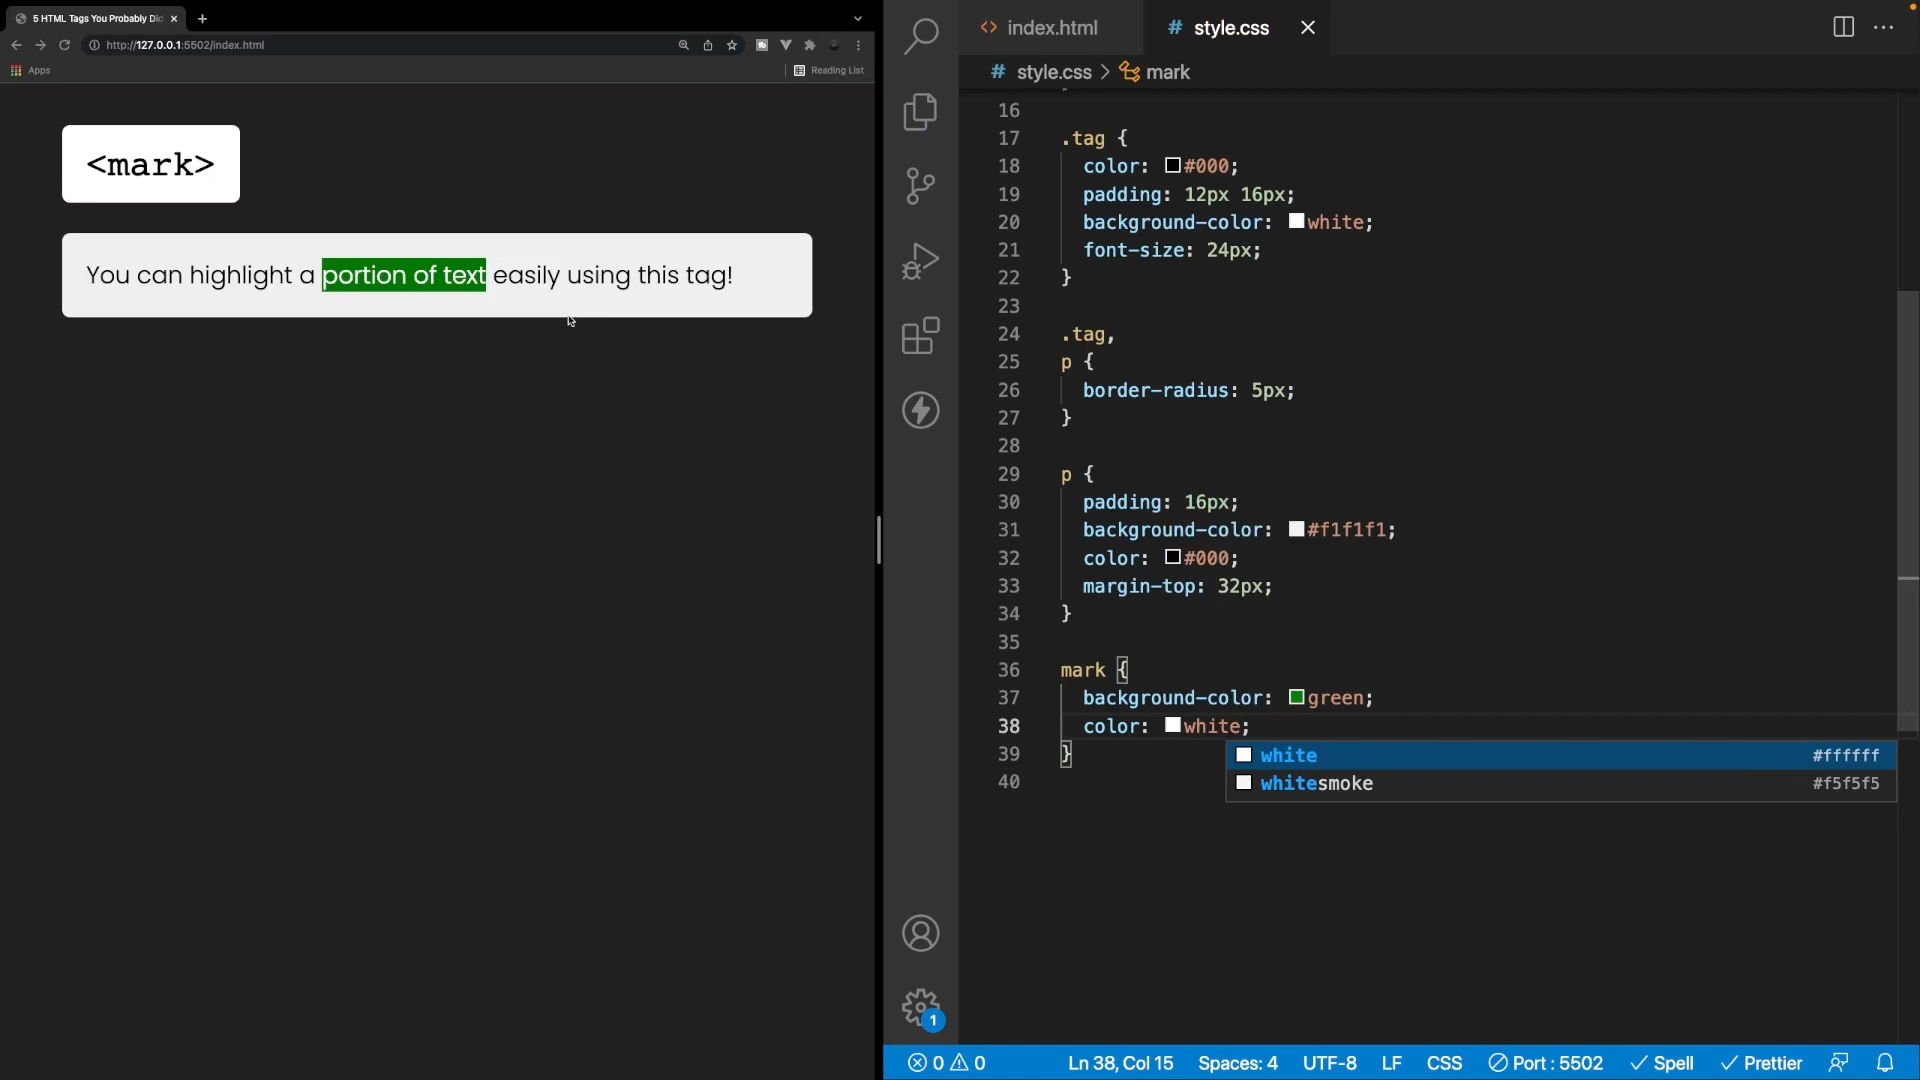 5 HTML Tags You Probably Did
http://127.0.0.1:5502/index.html
Apps
Reading List
<mark>
You can highlight a portion of text easily using this tag!
index.html
# style.css
# style.css > mark
16
17 .tag {
18 color: #000;
19 padding: 12px 16px;
20 background-color: white;
21 font-size: 24px;
22 }
23
24 .tag,
25 p {
26 border-radius: 5px;
27 }
28
29 p {
30 padding: 16px;
31 background-color: #f1f1f1;
32 color: #000;
33 margin-top: 32px;
34 }
35
36 mark {
37 background-color: green;
38 color: white;
39 }
white #ffffff
40
whitesmoke #f5f5f5
1
0 0 Ln 38, Col 15 Spaces: 4 UTF-8 LF CSS Port : 5502 Spell Prettier